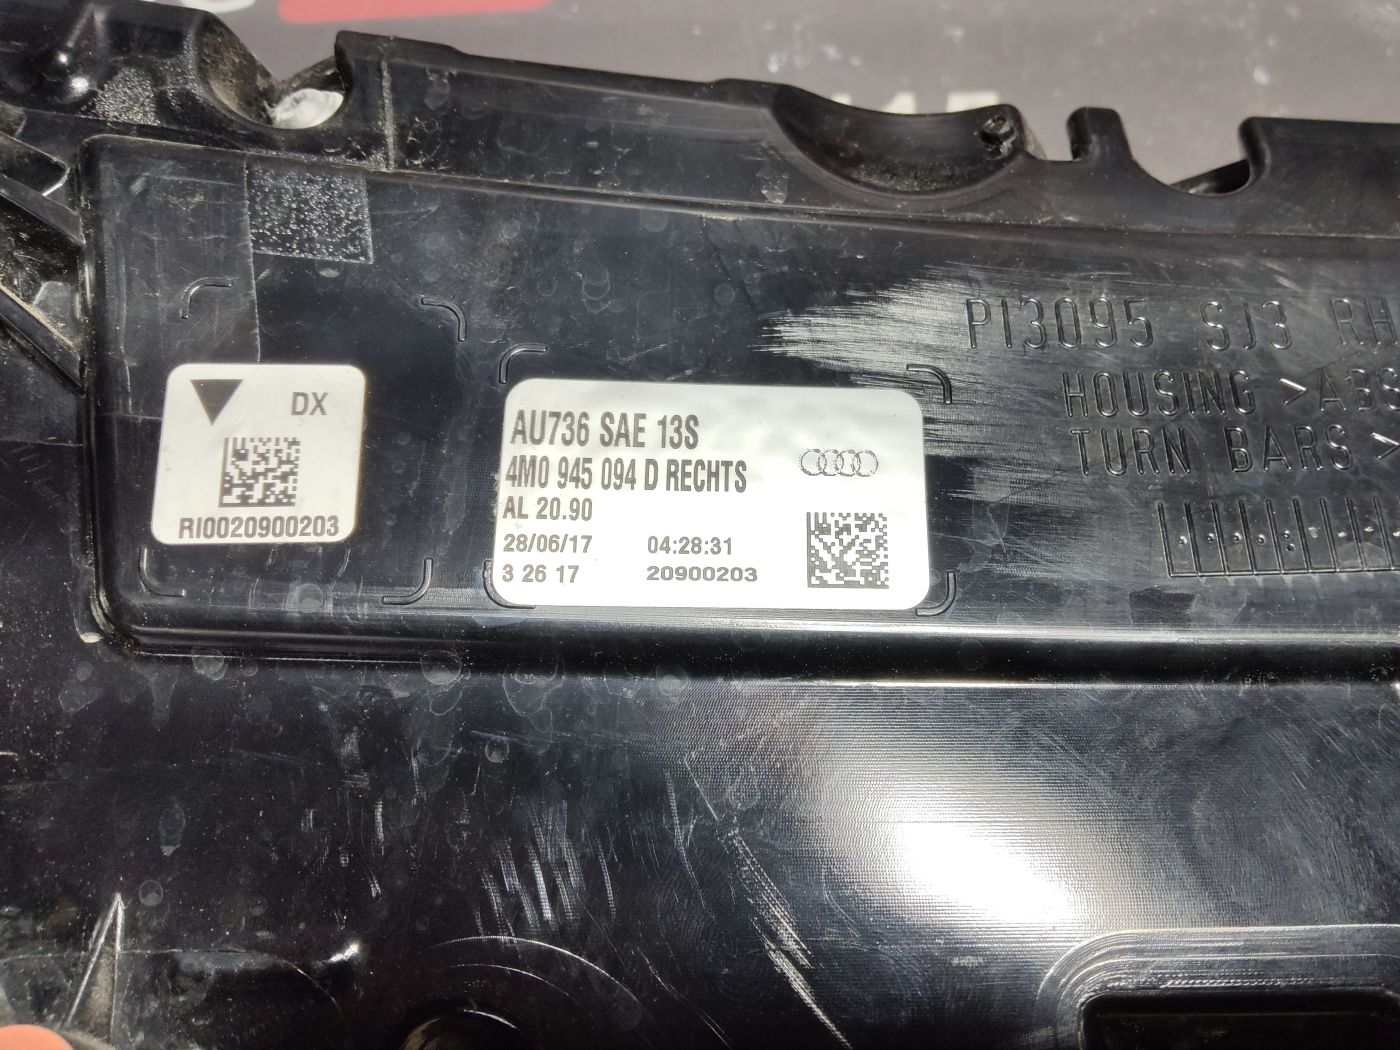 PI3095 SJ3 RH
HOUSING >ABS
TURN BARS >
DX
RI0020900203
AU736 SAE 13S
4M0 945 094 D RECHTS
AL 20.90
28/06/17 04:28:31
3 26 17 20900203